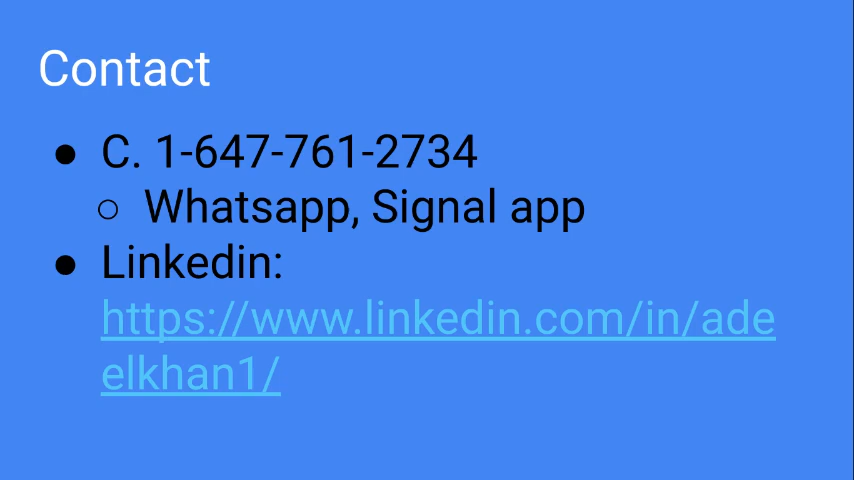 Contact
● C. 1-647-761-2734
○ Whatsapp, Signal app
● Linkedin:
https://www.linkedin.com/in/ade
elkhan1/